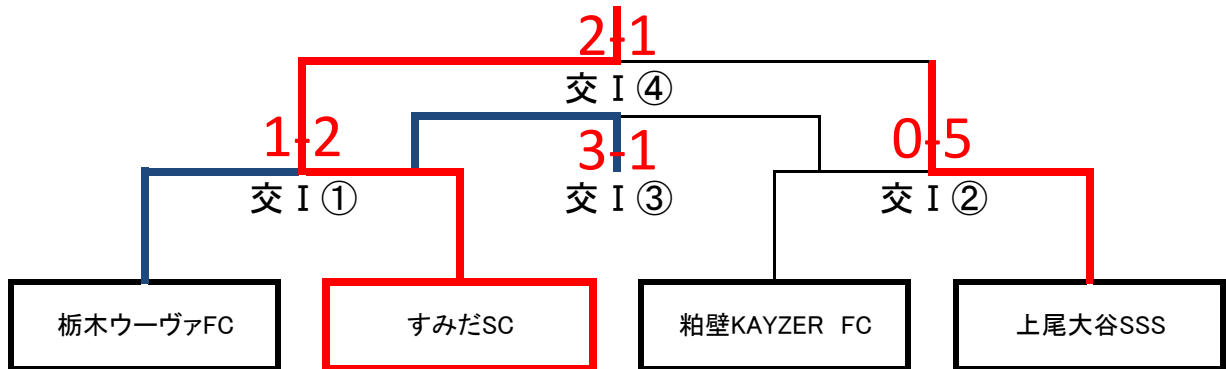 2-1
交Ⅰ④
1-2
3-1
0-5
交Ⅰ①
交Ⅰ③
交Ⅰ②
栃木ウーヴァFC
すみだSC
粕壁KAYZER　FC
上尾大谷SSS